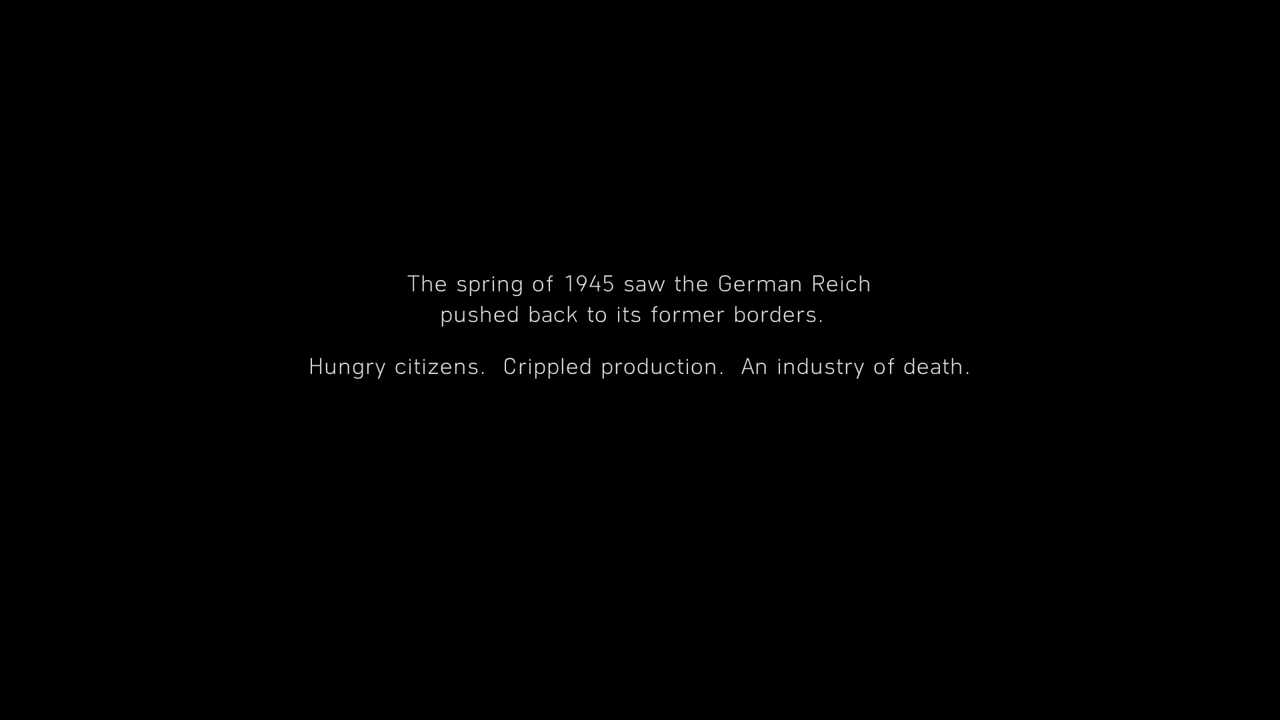 The spring of 1945 saw the German Reich
pushed back to its former borders.
Hungry citizens. Crippled production. An industry of death.